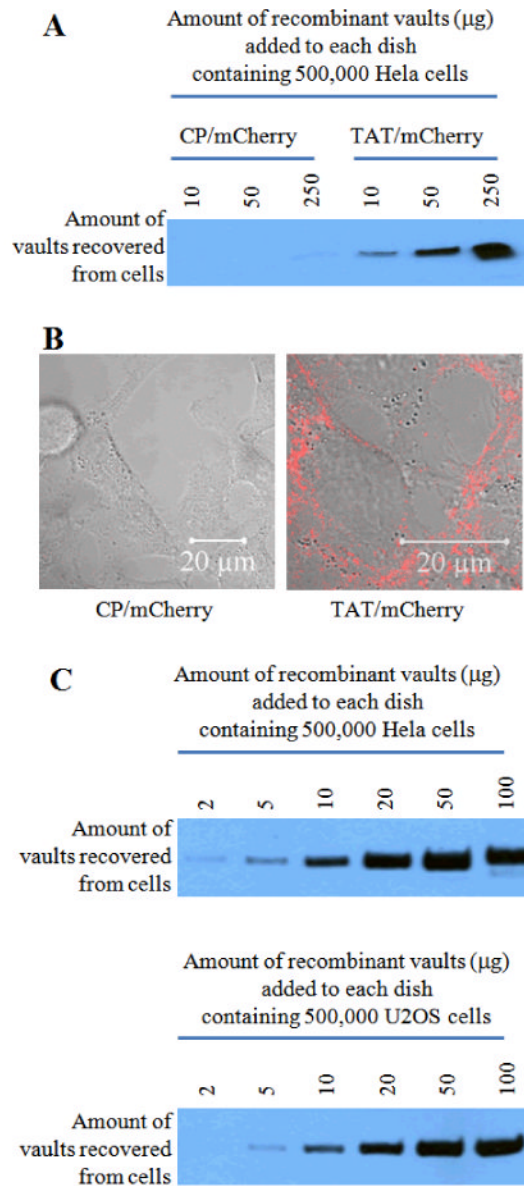 A
Amount of recombinant vaults (μg)
added to each dish
containing 500,000 Hela cells
CP/mCherry
TAT/mCherry
10
50
250
10
50
250
Amount of
vaults recovered
from cells
B
20 μm
20 μm
CP/mCherry
TAT/mCherry
C
Amount of recombinant vaults (μg)
added to each dish
containing 500,000 Hela cells
2
5
10
20
50
100
Amount of
vaults recovered
from cells
Amount of recombinant vaults (μg)
added to each dish
containing 500,000 U2OS cells
2
5
10
20
50
100
Amount of
vaults recovered
from cells